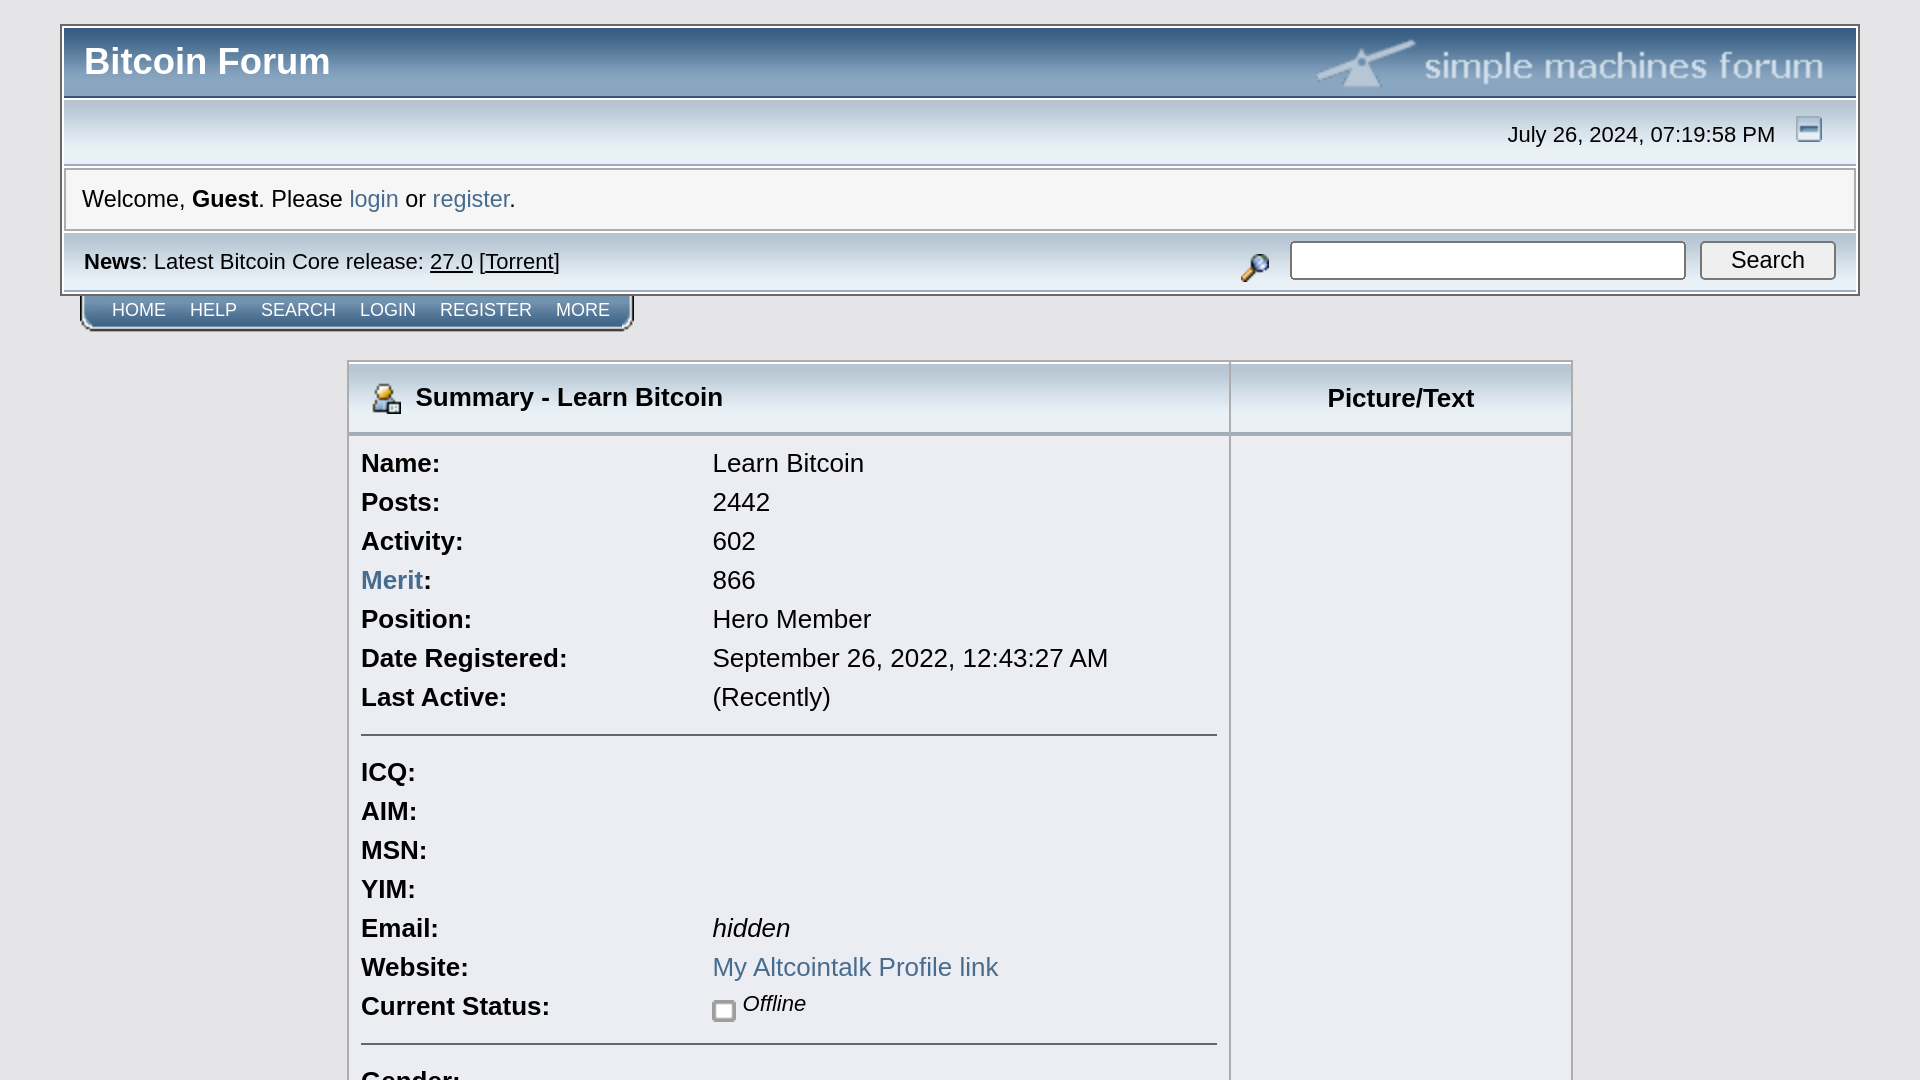 Bitcoin Forum
simple machines forum
July 26, 2024, 07:19:58 PM
Welcome, Guest. Please login or register.
News: Latest Bitcoin Core release: 27.0 [Torrent]
Search
HOME HELP SEARCH LOGIN REGISTER MORE
Summary - Learn Bitcoin
Picture/Text
Name: Learn Bitcoin
Posts: 2442
Activity: 602
Merit: 866
Position: Hero Member
Date Registered: September 26, 2022, 12:43:27 AM
Last Active: (Recently)
ICQ:
AIM:
MSN:
YIM:
Email: hidden
Website: My Altcointalk Profile link
Current Status: Offline
Gender: